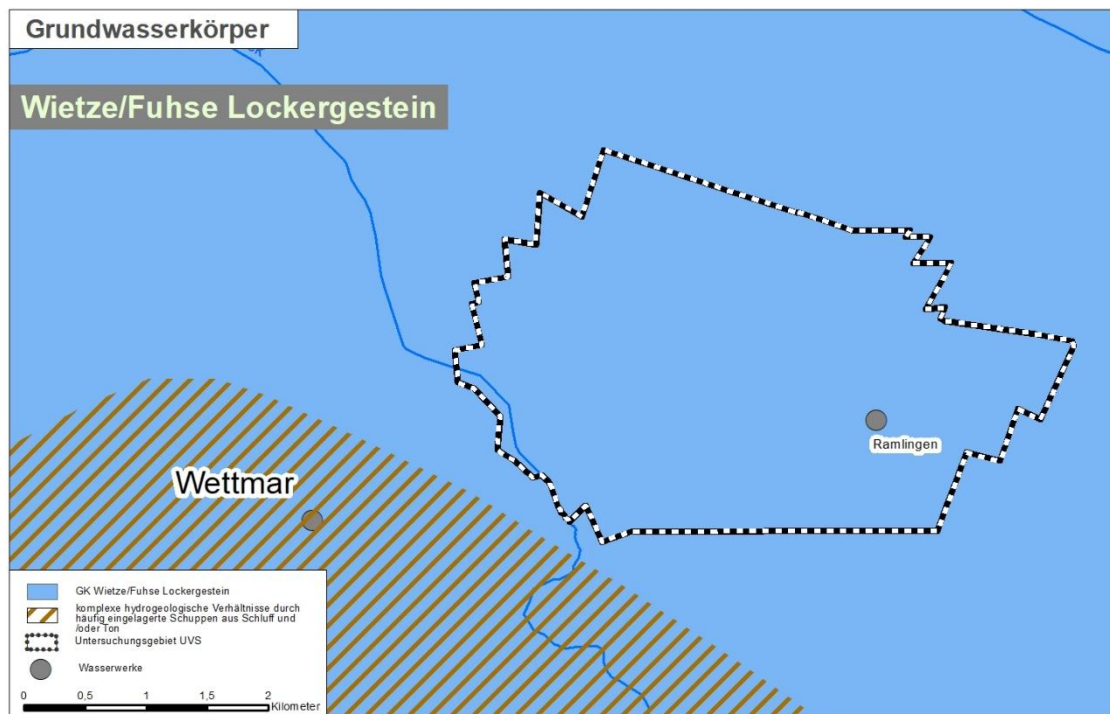 Grundwasserkörper
Wietze/Fuhse Lockergestein
Ramlingen
Wettmar
GK Wietze/Fuhse Lockergestein
komplexe hydrogeologische Verhältnisse durch
häufig eingelagerte Schuppen aus Schluff und
/oder Ton
Untersuchungsgebiet UVS
Wasserwerke
0 0,5 1 1,5 2
Kilometer